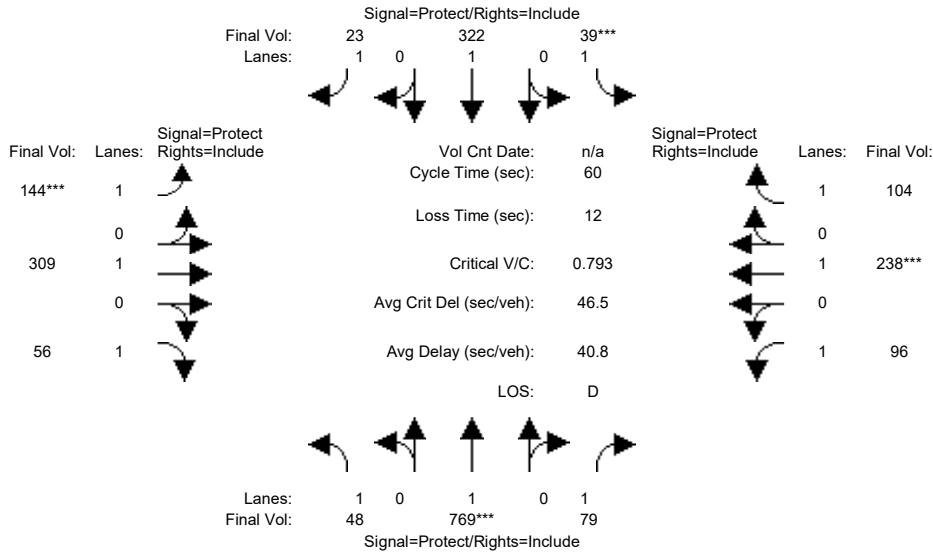 Signal=Protect/Rights=Include
Final Vol: 23 322 39***
Lanes: 1 0 1 0 1
Signal=Protect
Final Vol: Lanes: Rights=Include
Vol Cnt Date: n/a
Signal=Protect
Rights=Include Lanes: Final Vol:
Cycle Time (sec): 60
144*** 1
1 104
Loss Time (sec): 12
0
0
309 1
Critical V/C: 0.793
1 238***
0
Avg Crit Del (sec/veh): 46.5
0
56 1
Avg Delay (sec/veh): 40.8
1 96
LOS: D
Lanes: 1 0 1 0 1
Final Vol: 48 769*** 79
Signal=Protect/Rights=Include